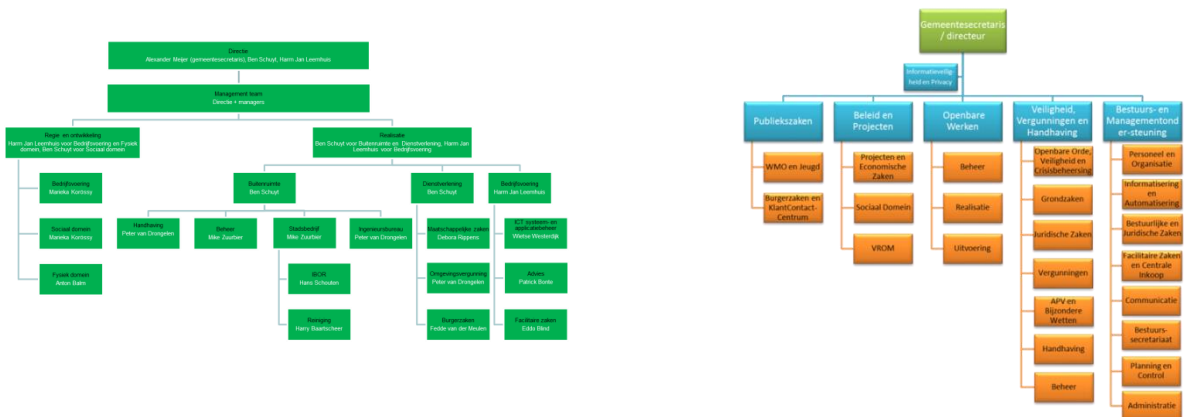 Directie
Alexander Meijer (gemeentesecretaris), Ben Schuyt, Harm Jan Leernhuis
Management team
Directie + managers
Regie en ontwikkeling
Harm Jan Leernhuis voor Bedrijfsvoering en Fysiek
domein, Ben Schuyt voor Sociaal domein
Realisatie
Ben Schuyt voor Buitenruimte en Dienstverlening, Harm Jan
Leernhuis voor Bedrijfsvoering
Bedrijfsvoering
Marieka
Sociaal domein
Marieka
Fysiek domein
Anton Balm
Buitenruimte
Ben Schuyt
Dienstverlening
Ben Schuyt
Bedrijfsvoering
Harm Jan Leernhuis
Handhaving
Peter van Drongelen
Beheer
Mike Zuurbier
Stadsbedrijf
Mike Zuurbier
Ingenieursbureau
Peter van Drongelen
BIOR
Hans Schouten
Reiniging
Harry
Maatschappelijke zaken
Debora Rijppens
Omgevingsvergunning
Peter van Drongelen
Burgerzaken
Fedde van der Meulen
ICT systeem- en
applicatiebeheer
Wietse Westerdijk
Advies
Patrick Bonte
Facilitaire zaken
Eddo Blind
Gemeentesecretaris
/ directeur
Informatieveilig-
heid en Privacy
Publiekszaken
WMO en Jeugd
Burgerzaken en
KlantContact-
Centrum
Beleid en
Projecten
Projecten en
Economische
Zaken
Sociaal Domein
VROM
Openbare
Werken
Beheer
Realisatie
Uitvoering
Veiligheid,
Vergunningen en
Handhaving
Openbare Orde,
Veiligheid en
Crisisbeheersing
Grondzaken
Juridische Zaken
Vergunningen
APV en
Bijzondere
Wetten
Handhaving
Beheer
Bestuurs- en
Managementond
er-steuning
Personeel en
Organisatie
Informatisering
en
Automatisering
Bestuurlijke en
Juridische Zaken
Facilitaire Zaken
en Centrale
Inkoop
Communicatie
Bestuurs-
secretariaat
Planning en
Control
Administratie